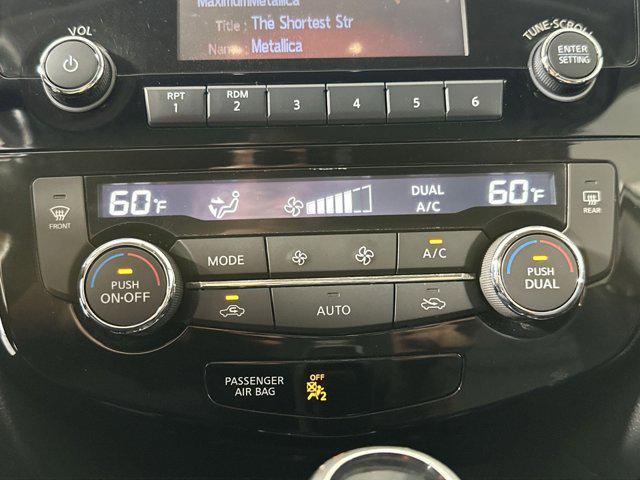 MaximumMetallica
Title : The Shortest Str
Name : Metallica
VOL
TUNE·SCROLL
ENTER
SETTING
RPT
1
RDM
2
3
4
5
6
60°F
DUAL
A/C
60°F
FRONT
REAR
MODE
A/C
PUSH
ON·OFF
AUTO
PUSH
DUAL
PASSENGER
AIR BAG
OFF
2